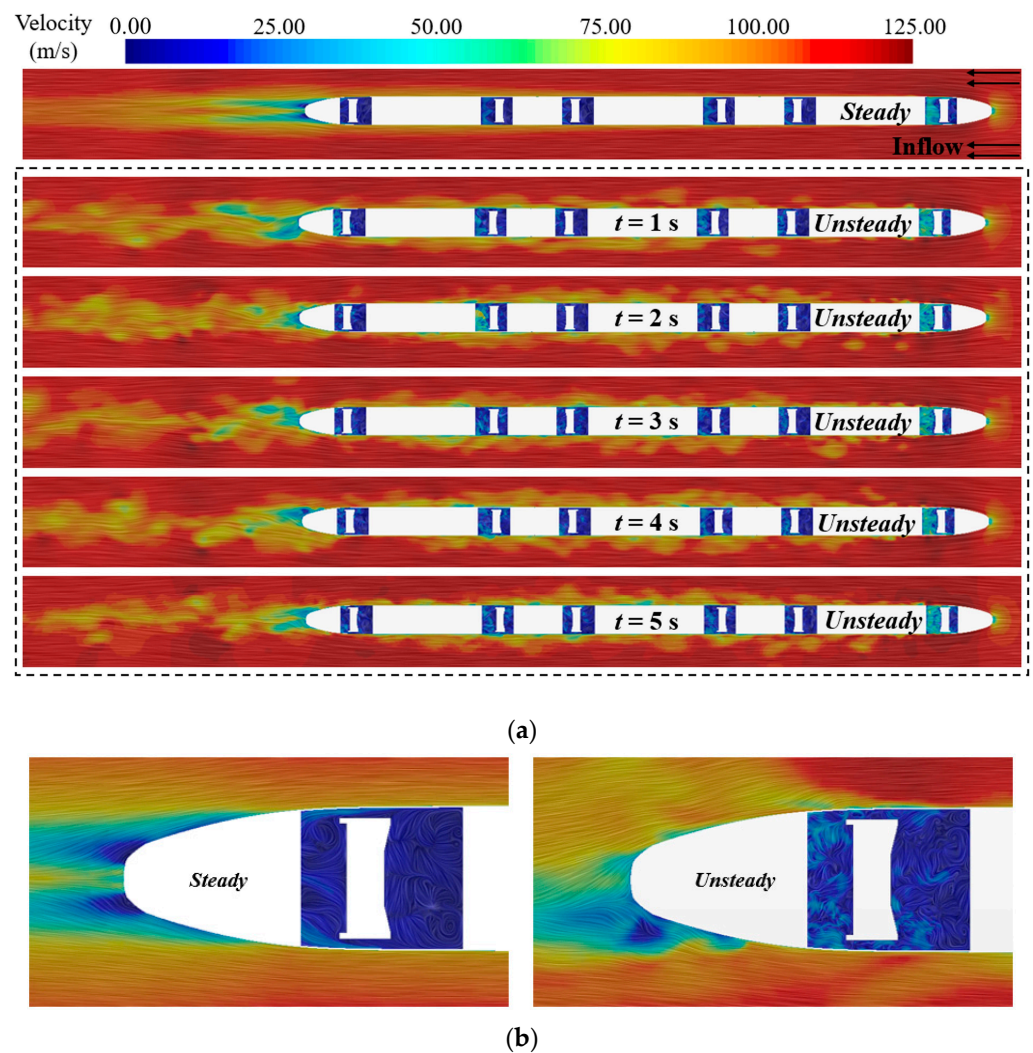 Velocity
(m/s)
0.00 25.00 50.00 75.00 100.00 125.00
Steady
Inflow
t = 1 s Unsteady
t = 2 s Unsteady
t = 3 s Unsteady
t = 4 s Unsteady
t = 5 s Unsteady
(a)
Steady Unsteady
(b)